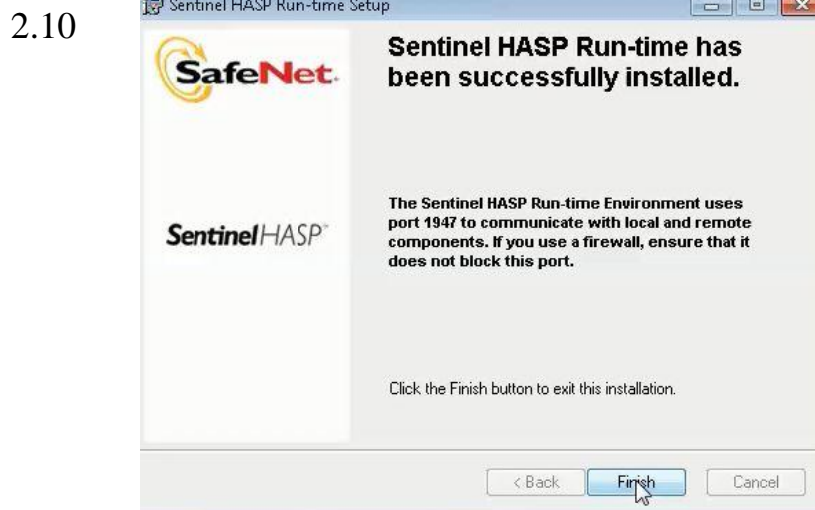 2.10
Sentinel HASP Run-time Setup
SafeNet.
Sentinel HASP Run-time has
been successfully installed.
The Sentinel HASP Run-time Environment uses
port 1947 to communicate with local and remote
components. If you use a firewall, ensure that it
does not block this port.
SentinelHASP™
Click the Finish button to exit this installation.
< Back Finish Cancel